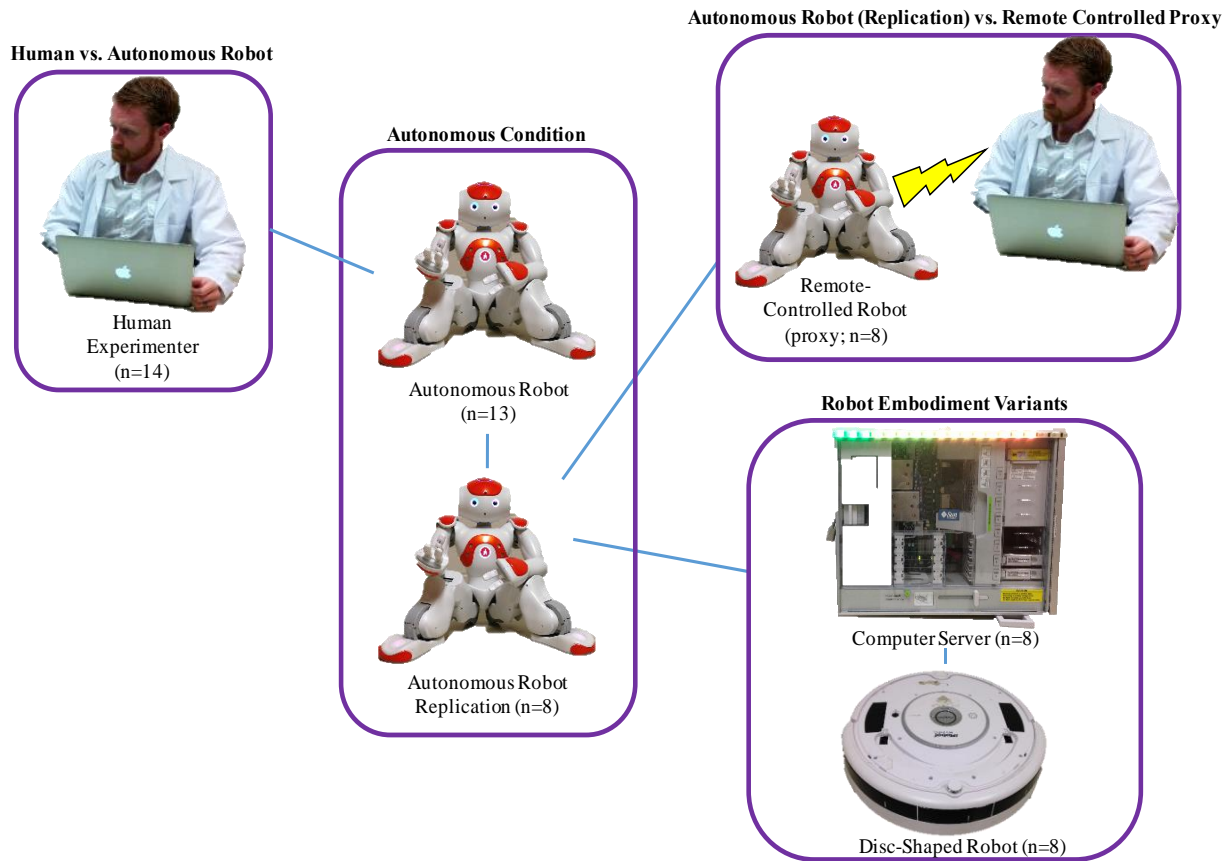 Autonomous Robot (Replication) vs. Remote Controlled Proxy
Human vs. Autonomous Robot
Human
Experimenter
(n=14)
Autonomous Condition
Autonomous Robot
(n=13)
Autonomous Robot
Replication (n=8)
Remote-
Controlled Robot
(proxy; n=8)
Robot Embodiment Variants
Sun
Computer Server (n=8)
iRobot
Disc-Shaped Robot (n=8)